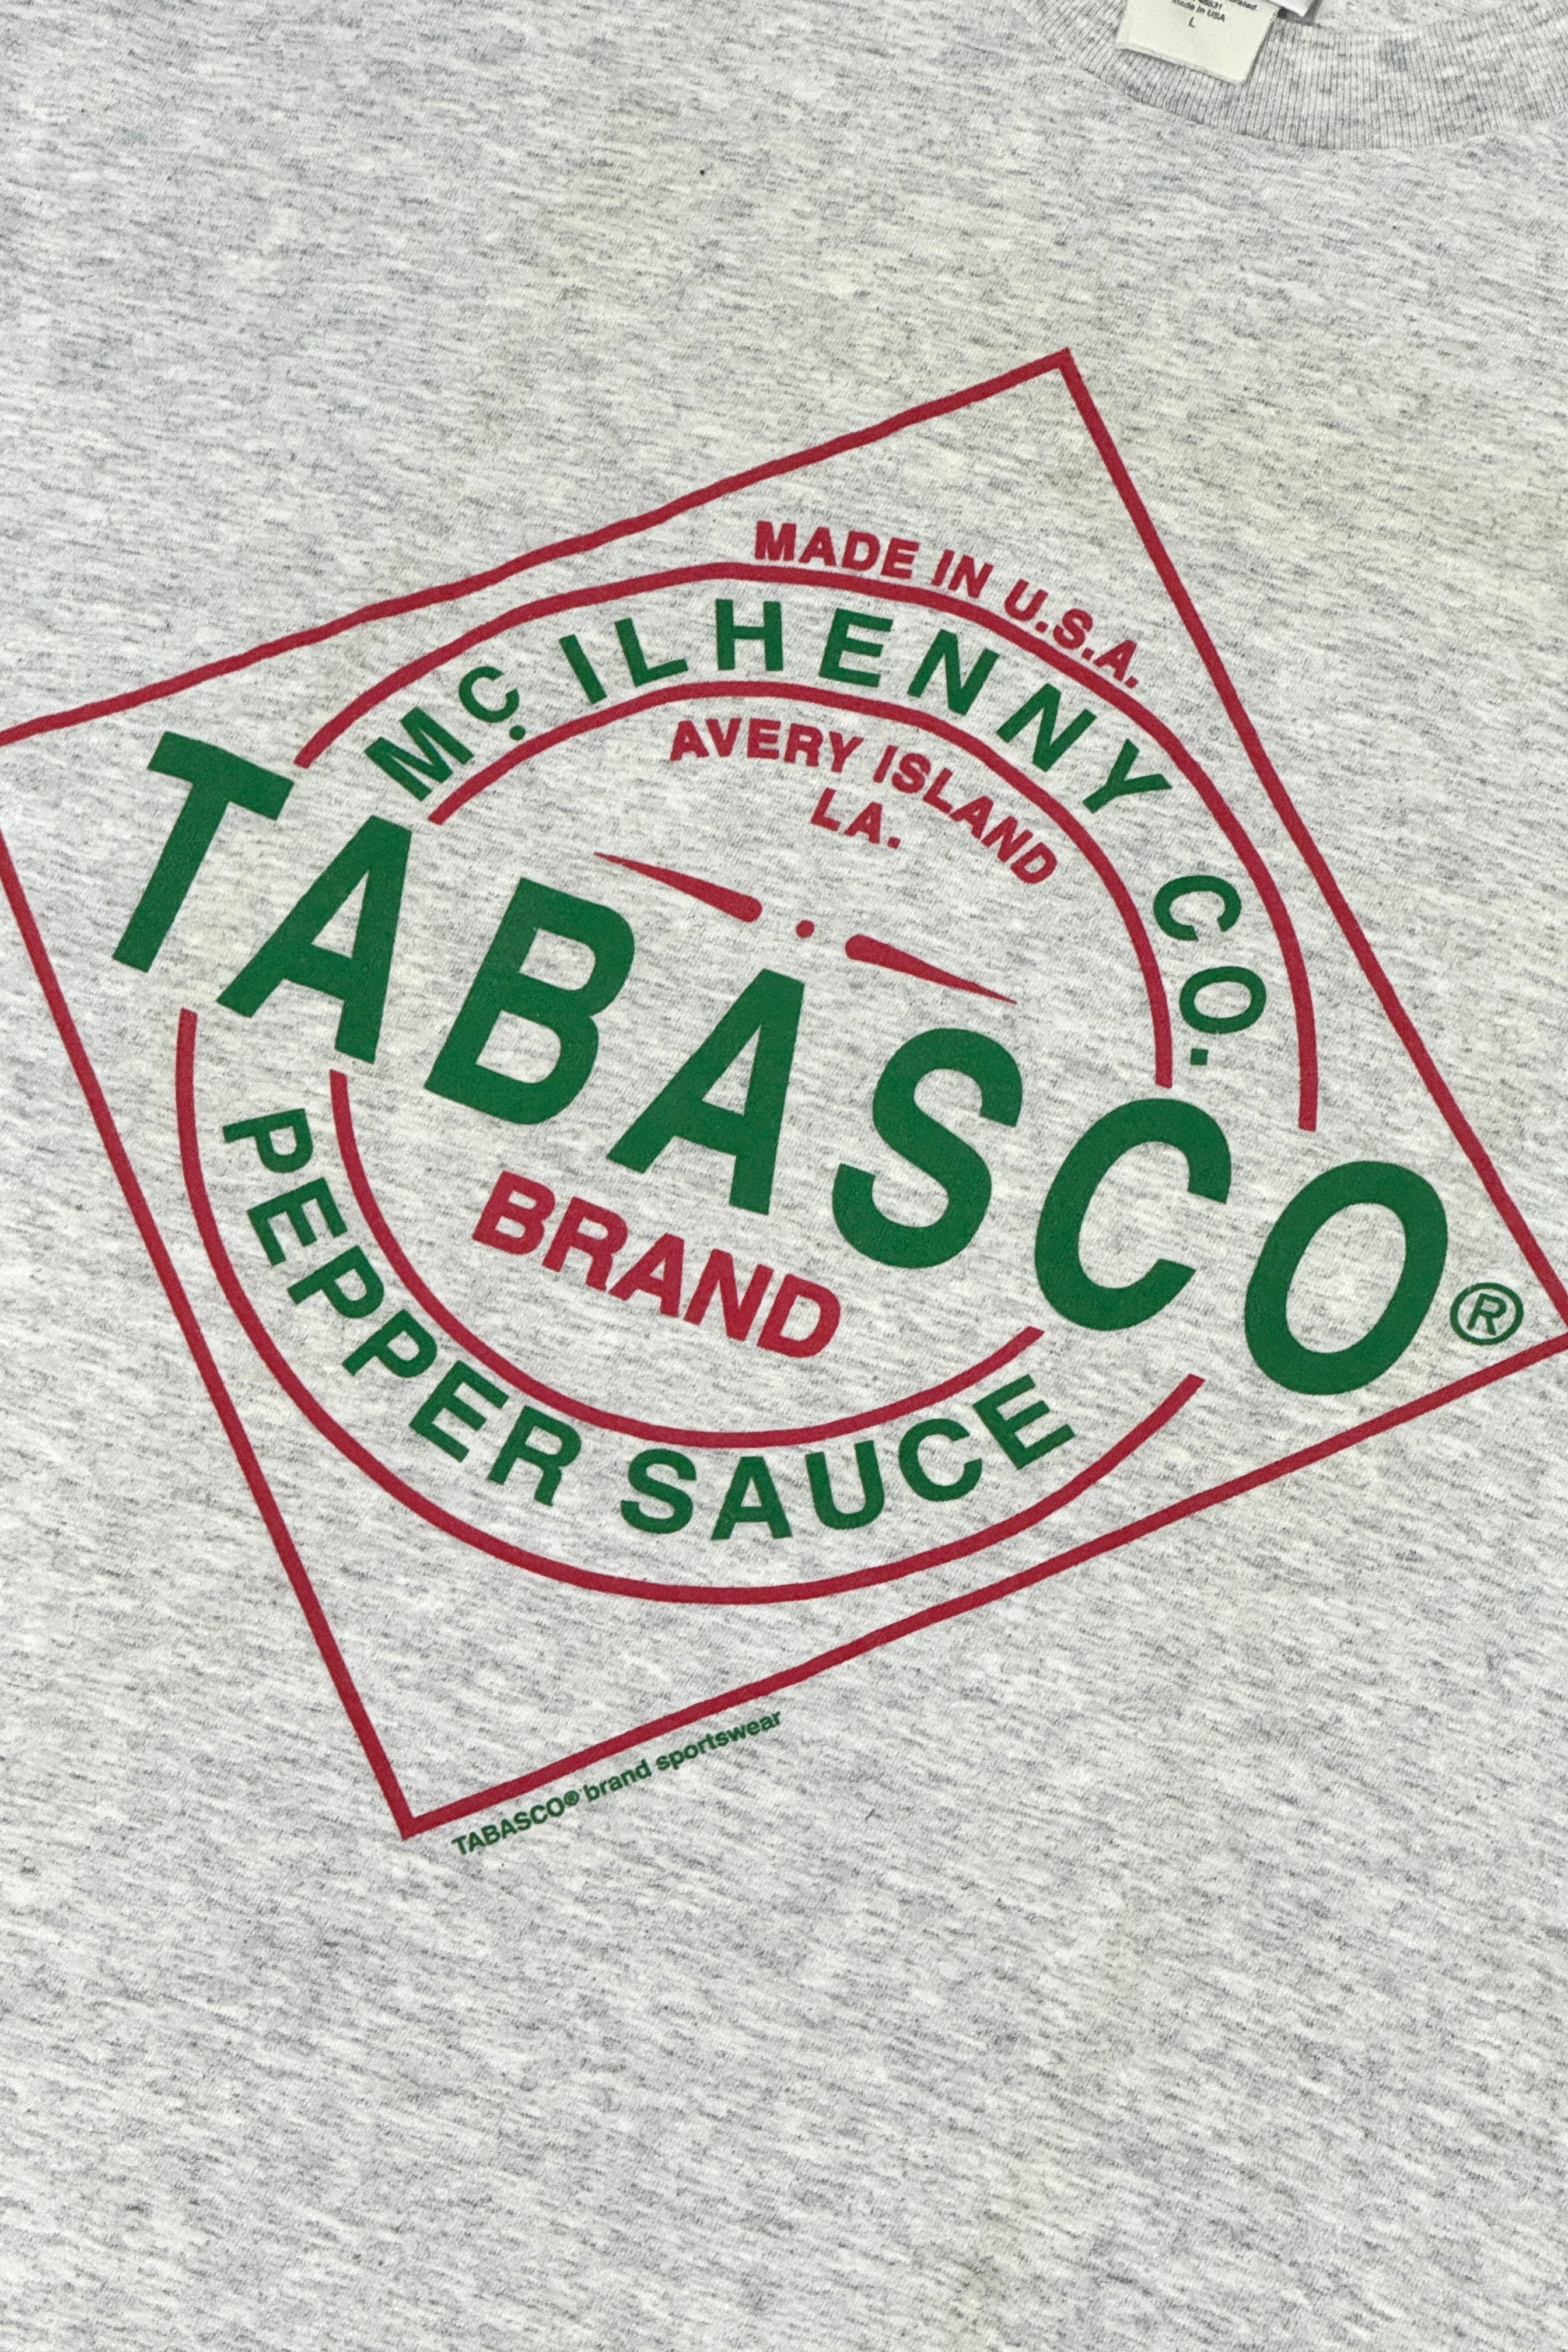 Made in USA
L
MADE IN U.S.A.
Mc. ILHENNY CO.
AVERY ISLAND
LA.
TABASCO®
BRAND
PEPPER SAUCE
TABASCO® brand sportswear